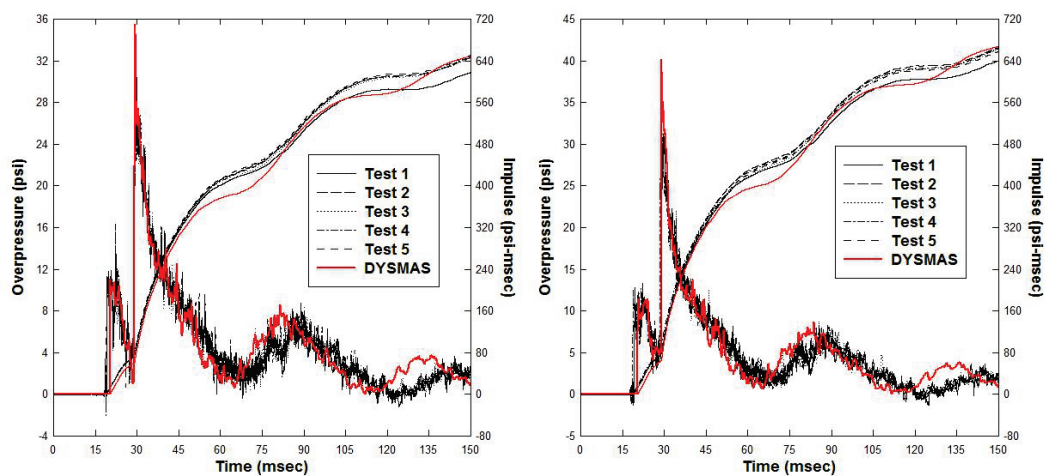 36
32
28
24
20
16
12
8
4
0
-4
Overpressure (psi)
0 15 30 45 60 75 90 105 120 135 150
Time (msec)
720
640
560
480
400
320
240
160
80
0
-80
Impulse (psi-msec)
Test 1
Test 2
Test 3
Test 4
Test 5
DYSMAS
45
40
35
30
25
20
15
10
5
0
-5
Overpressure (psi)
0 15 30 45 60 75 90 105 120 135 150
Time (msec)
720
640
560
480
400
320
240
160
80
0
-80
Impulse (psi-msec)
Test 1
Test 2
Test 3
Test 4
Test 5
DYSMAS